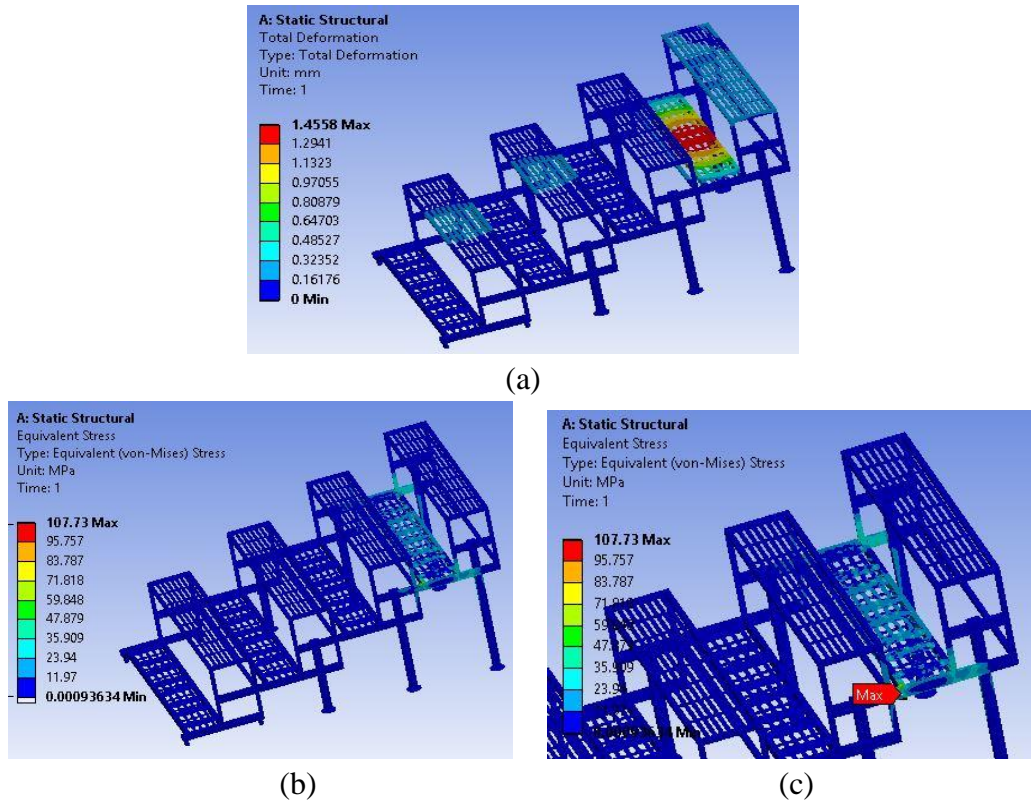 A: Static Structural
Total Deformation
Type: Total Deformation
Unit: mm
Time: 1
1.4558 Max
1.2941
1.1323
0.97055
0.80879
0.64703
0.48527
0.32352
0.16176
0 Min
(a)
A: Static Structural
Equivalent Stress
Type: Equivalent (von-Mises) Stress
Unit: MPa
Time: 1
107.73 Max
95.757
83.787
71.818
59.848
47.879
35.909
23.94
11.97
0.00093634 Min
(b)
A: Static Structural
Equivalent Stress
Type: Equivalent (von-Mises) Stress
Unit: MPa
Time: 1
107.73 Max
95.757
83.787
35.909
23.94
Max
(c)